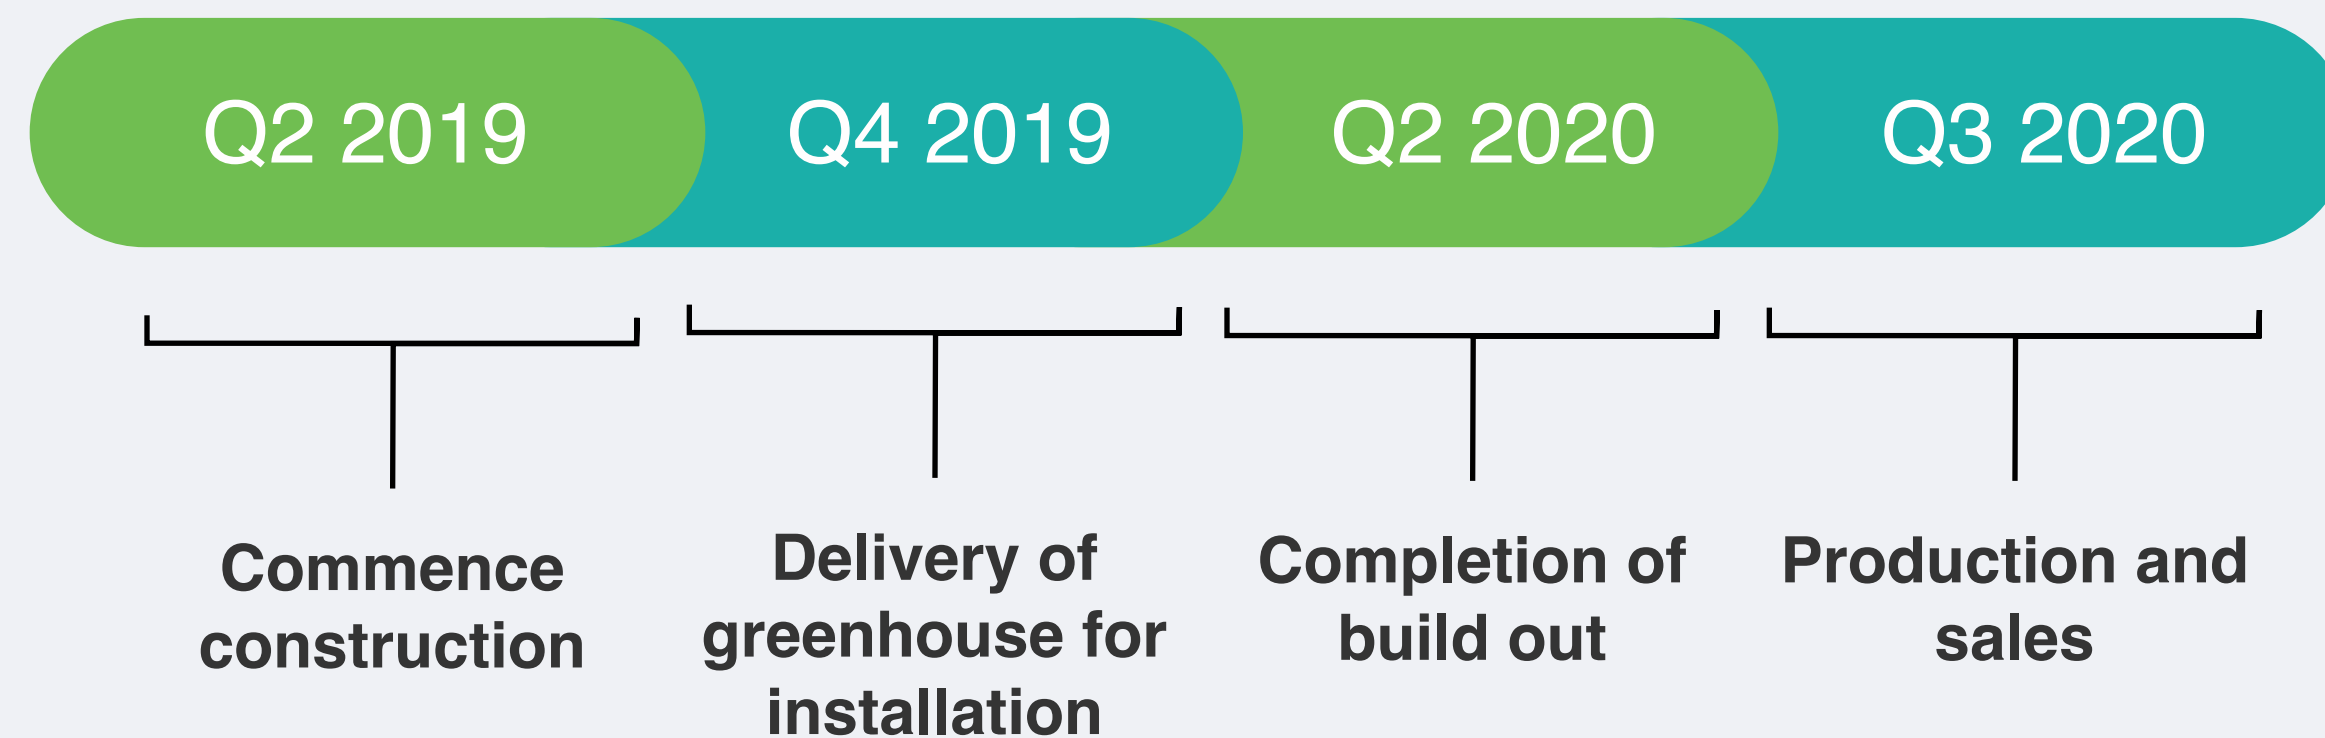 Q2 2019
Q4 2019
Q2 2020
Q3 2020
Commence
construction
Delivery of
greenhouse for
installation
Completion of
build out
Production and
sales